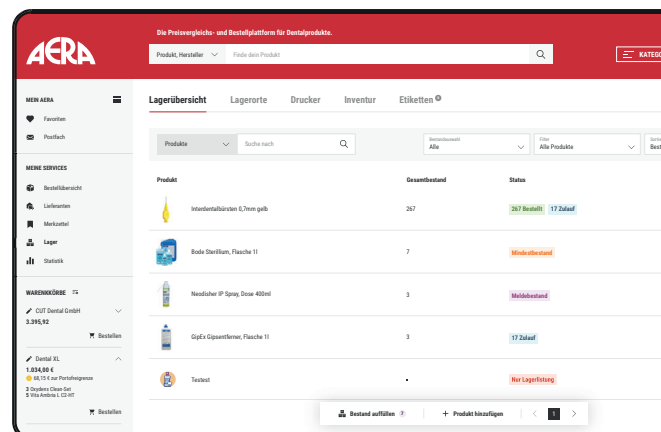 Die Preisvergleichs- und Bestellplattform für Dentalprodukte.
AERA
Produkt, Hersteller
Finde dein Produkt
KATEGO
MEIN AERA
Favoriten
Postfach
MEINE SERVICES
Bestellübersicht
Lieferanten
Merkzettel
Lager
Statistik
WARENKÖRBE
CUT Dental GmbH
3.395,92
Bestellen
Dental XL
1.034,00 €
68,15 € zur Portofreigrenze
3 Oxydens Clean-Set
5 Vita Ambria L C2-HT
Bestellen
Lagerübersicht Lagerorte Drucker Inventur Etiketten
Produkte
Suche nach
Bestandsauswahl
Alle
Filter
Alle Produkte
Best
Produkt Gesamtbestand Status
Interdentalbürsten 0,7mm gelb 267 267 Bestellt 17 Zulauf
Bode Sterillium, Flasche 1l 7 Mindestbestand
Neodisher IP Spray, Dose 400ml 3 Meldebestand
GipEx Gipsentferner, Flasche 1l 3 17 Zulauf
Testest Nur Lagerlistung
Bestand auffüllen 7 + Produkt hinzufügen 1